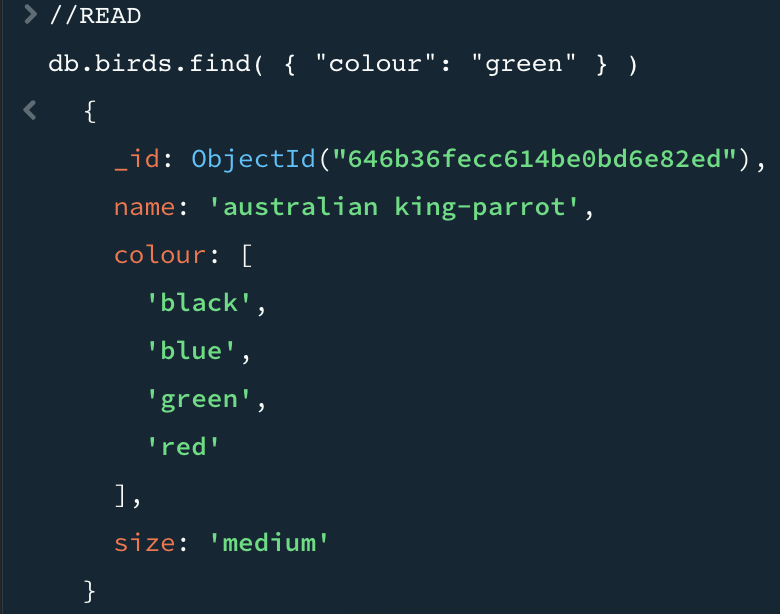 //READ
db.birds.find( { "colour": "green" } )
{
_id: ObjectId("646b36fecc614be0bd6e82ed"),
name: 'australian king-parrot',
colour: [
'black',
'blue',
'green',
'red'
],
size: 'medium'
}